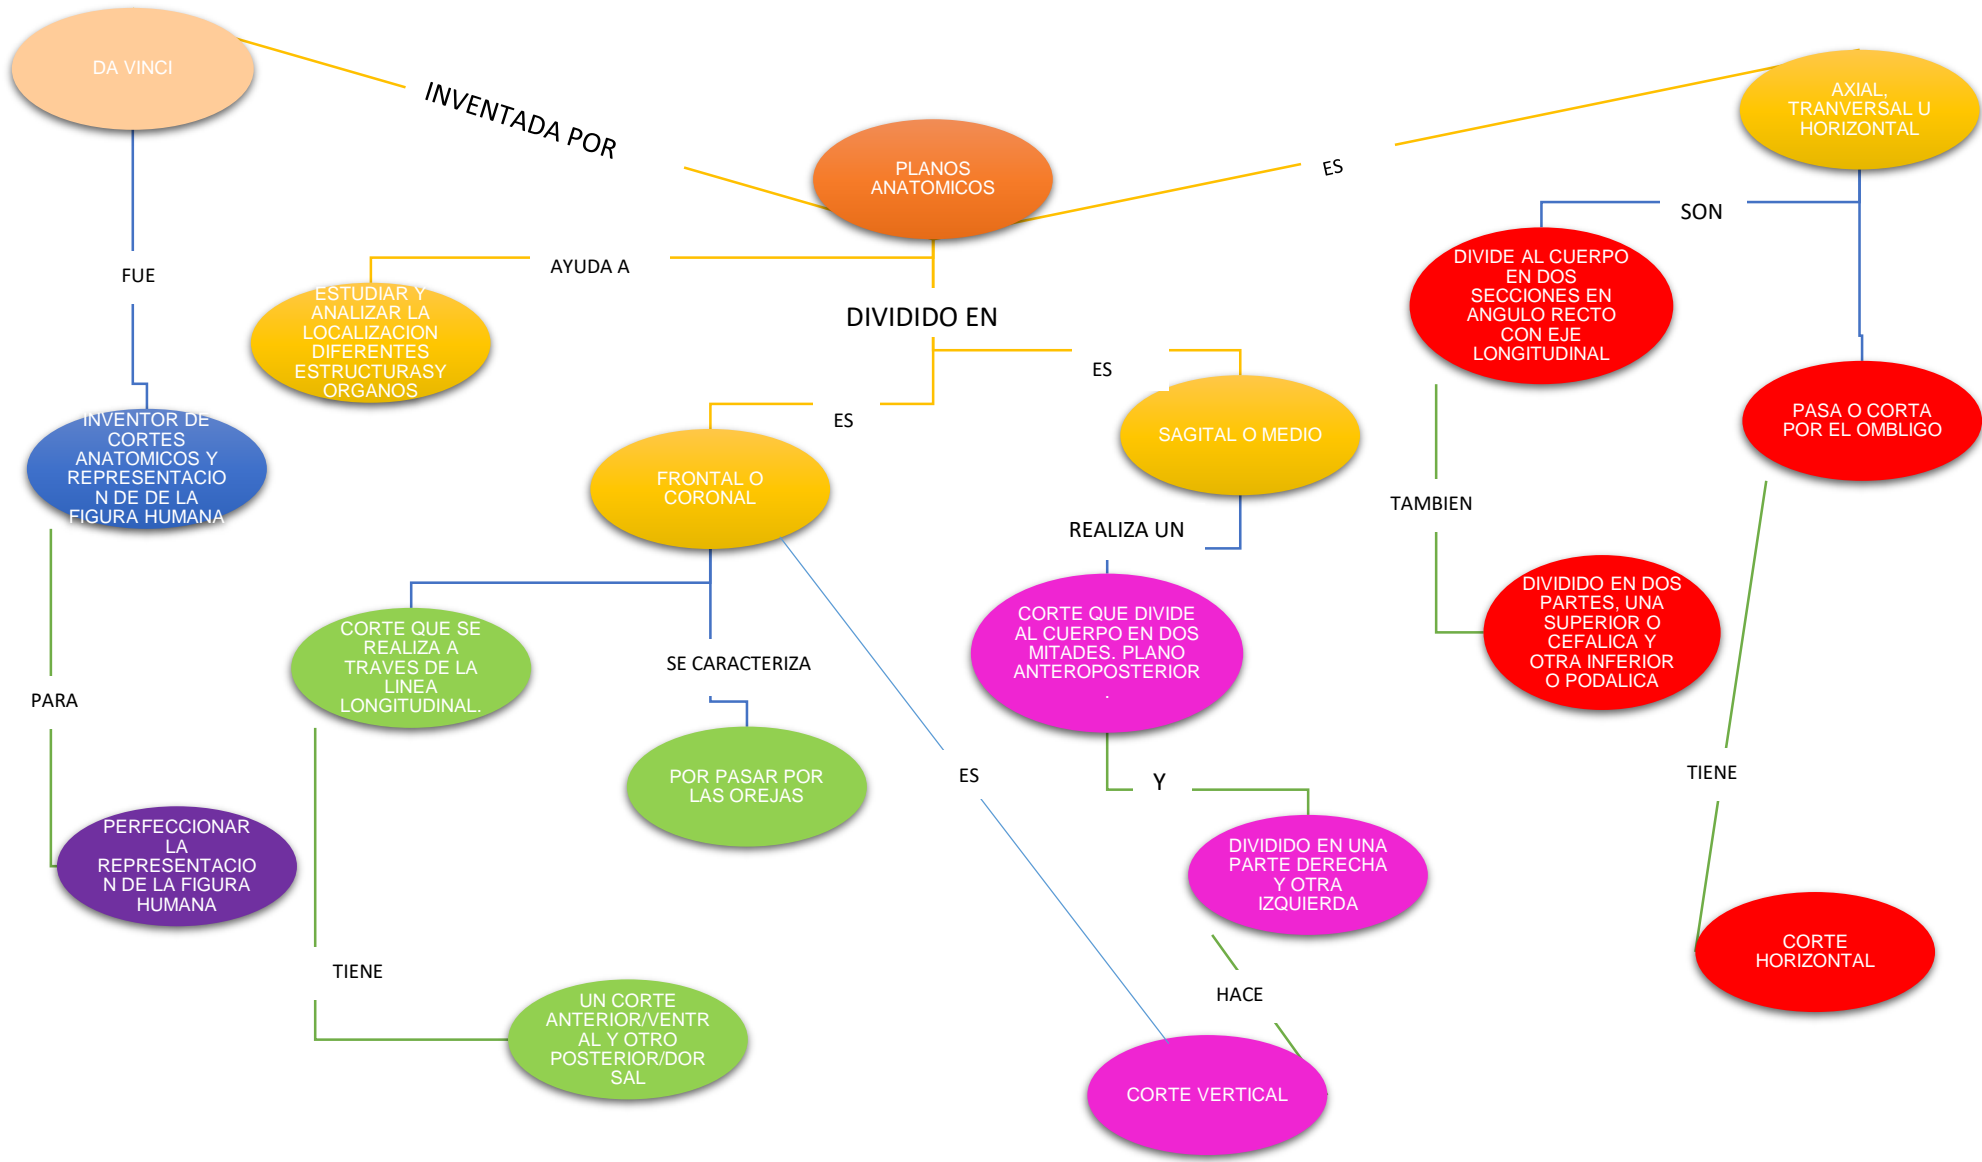 DA VINCI
INVENTADA POR
PLANOS
ANATOMICOS
ES
AXIAL,
TRANVERSAL U
HORIZONTAL
SON
FUE
AYUDA A
DIVIDIDO EN
ESTUDIAR Y
ANALIZAR LA
LOCALIZACION
DIFERENTES
ESTRUCTURASY
ORGANOS
DIVIDE AL CUERPO
EN DOS
SECCIONES EN
ANGULO RECTO
CON EJE
LONGITUDINAL
ES
ES
PASA O CORTA
POR EL OMBLIGO
INVENTOR DE
CORTES
ANATOMICOS Y
REPRESENTACIO
N DE DE LA
FIGURA HUMANA
FRONTAL O
CORONAL
SAGITAL O MEDIO
TAMBIEN
REALIZA UN
CORTE QUE SE
REALIZA A
TRAVES DE LA
LINEA
LONGITUDINAL.
SE CARACTERIZA
CORTE QUE DIVIDE
AL CUERPO EN DOS
MITADES. PLANO
ANTEROPOSTERIOR
.
DIVIDIDO EN DOS
PARTES, UNA
SUPERIOR O
CEFALICA Y
OTRA INFERIOR
O PODALICA
PARA
POR PASAR POR
LAS OREJAS
ES
Y
TIENE
PERFECCIONAR
LA
REPRESENTACIO
N DE LA FIGURA
HUMANA
DIVIDIDO EN UNA
PARTE DERECHA
Y OTRA
IZQUIERDA
TIENE
HACE
CORTE
HORIZONTAL
UN CORTE
ANTERIOR/VENTR
AL Y OTRO
POSTERIOR/DOR
SAL
CORTE VERTICAL